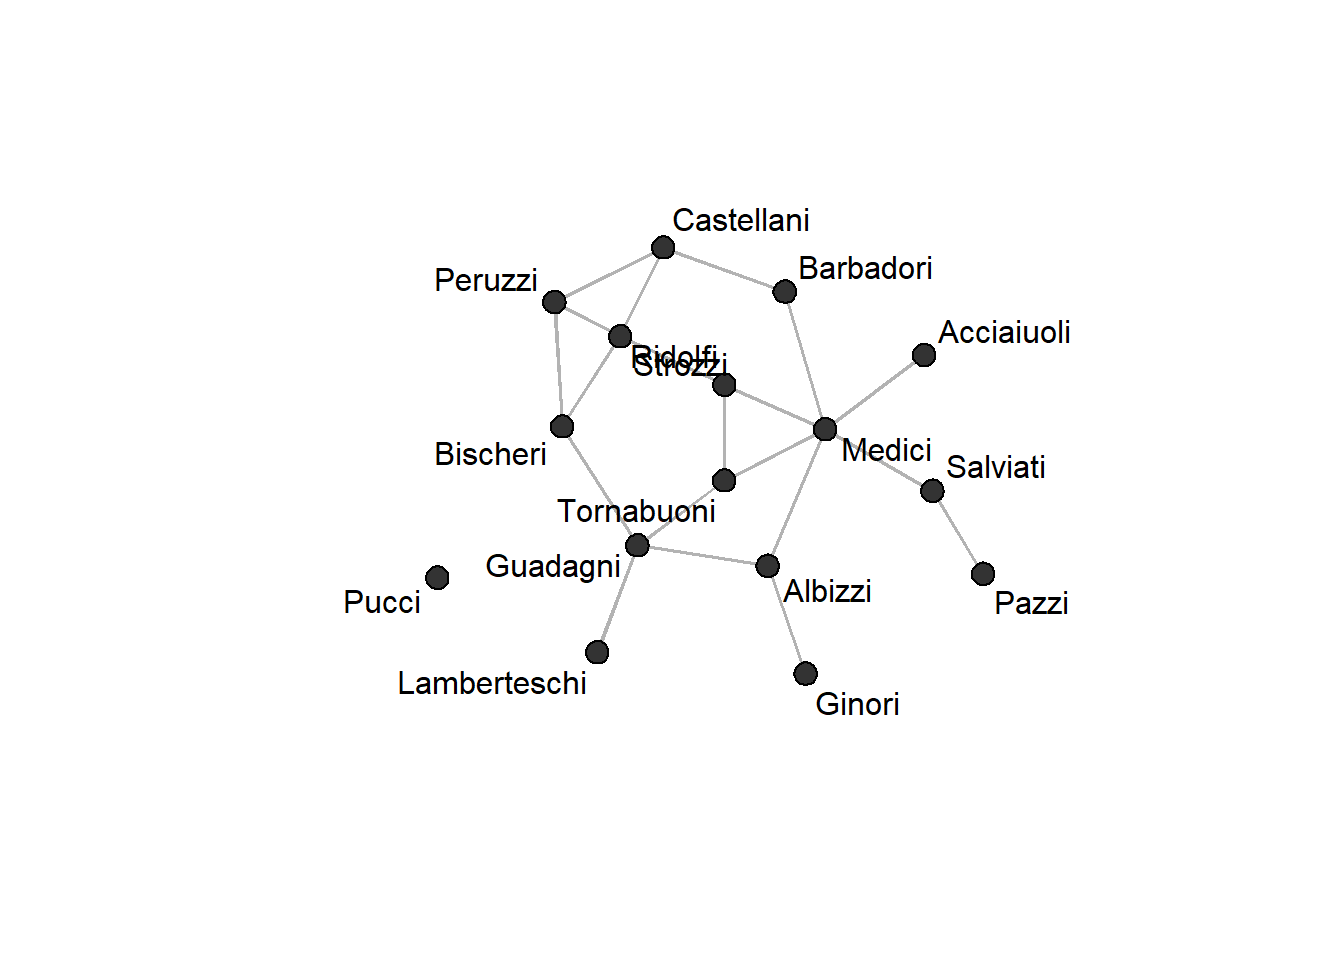 Castellani
Barbadori
Peruzzi
Acciaiuoli
Ridolfi
Strozzi
Medici
Bischeri
Salviati
Tornabuoni
Guadagni
Albizzi
Pucci
Pazzi
Lamberteschi
Ginori